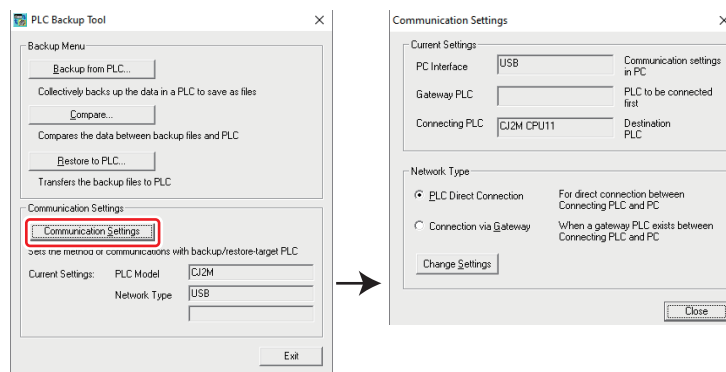 PLC Backup Tool
Backup Menu
Backup from PLC...
Collectively backs up the data in a PLC to save as files
Compare...
Compares the data between backup files and PLC
Restore to PLC...
Transfers the backup files to PLC
Communication Settings
Communication Settings
Sets the method of communications with backup/restore-target PLC
Current Settings: PLC Model CJ2M
Network Type USB
Exit
Communication Settings
Current Settings
PC Interface USB Communication settings
in PC
Gateway PLC PLC to be connected
first
Connecting PLC CJ2M CPU11 Destination
PLC
Network Type
PLC Direct Connection For direct connection between
Connecting PLC and PC
Connection via Gateway When a gateway PLC exists between
Connecting PLC and PC
Change Settings
Close